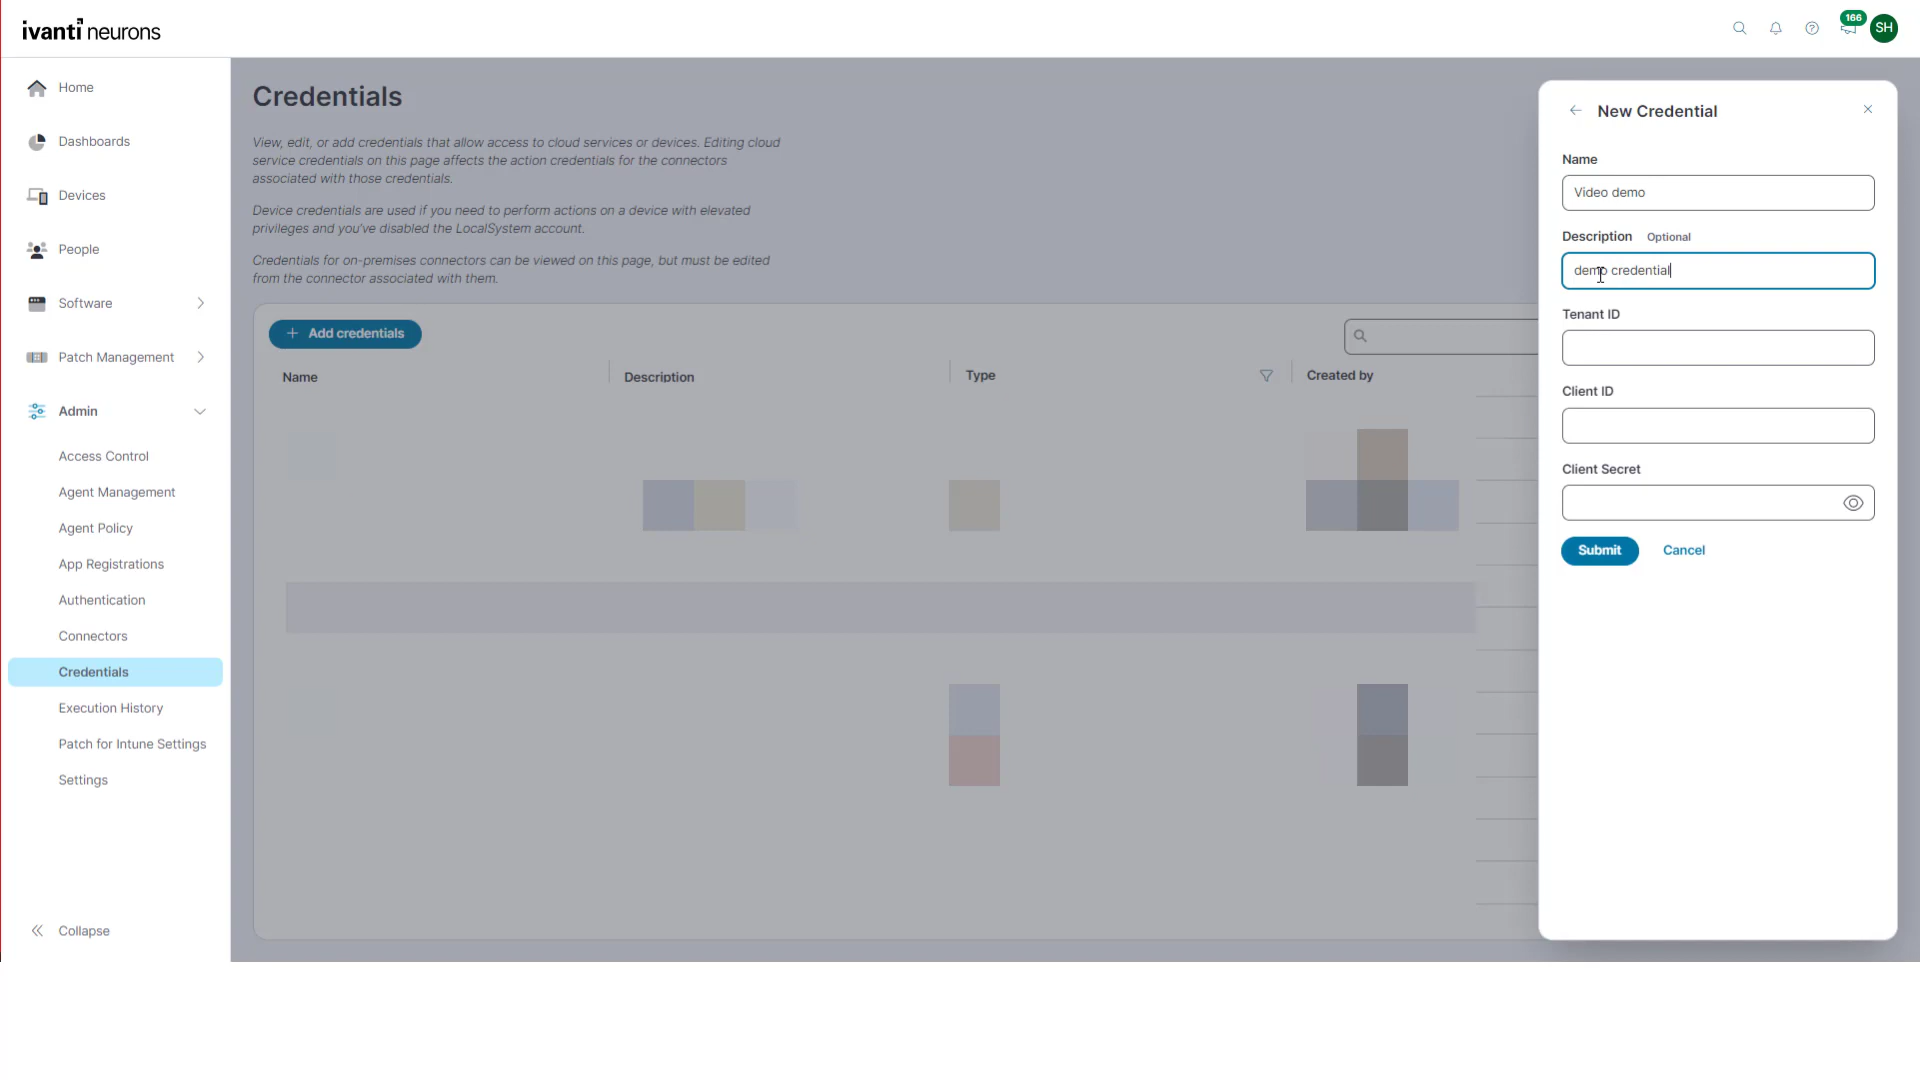 ivanti neurons
166
SH
Home
Dashboards
Devices
People
Software
Patch Management
Admin
Access Control
Agent Management
Agent Policy
App Registrations
Authentication
Connectors
Credentials
Execution History
Patch for Intune Settings
Settings
Collapse
Credentials
View, edit, or add credentials that allow access to cloud services or devices. Editing cloud
service credentials on this page affects the action credentials for the connectors
associated with those credentials.
Device credentials are used if you need to perform actions on a device with elevated
privileges and you've disabled the LocalSystem account.
Credentials for on-premises connectors can be viewed on this page, but must be edited
from the connector associated with them.
Add credentials
Name
Description
Type
Created by
New Credential
Name
Video demo
Description Optional
demo credential
Tenant ID
Client ID
Client Secret
Submit
Cancel